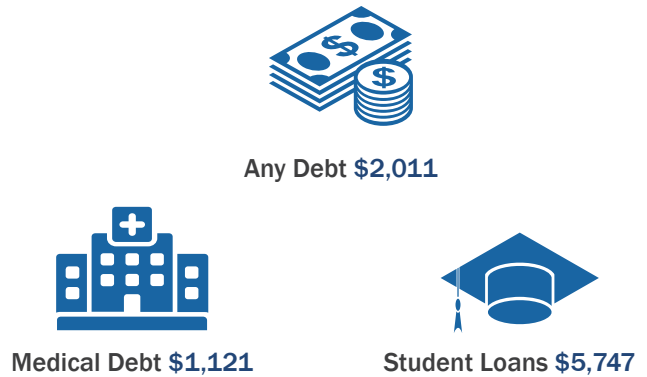 $
$
Any Debt $2,011
Medical Debt $1,121
Student Loans $5,747